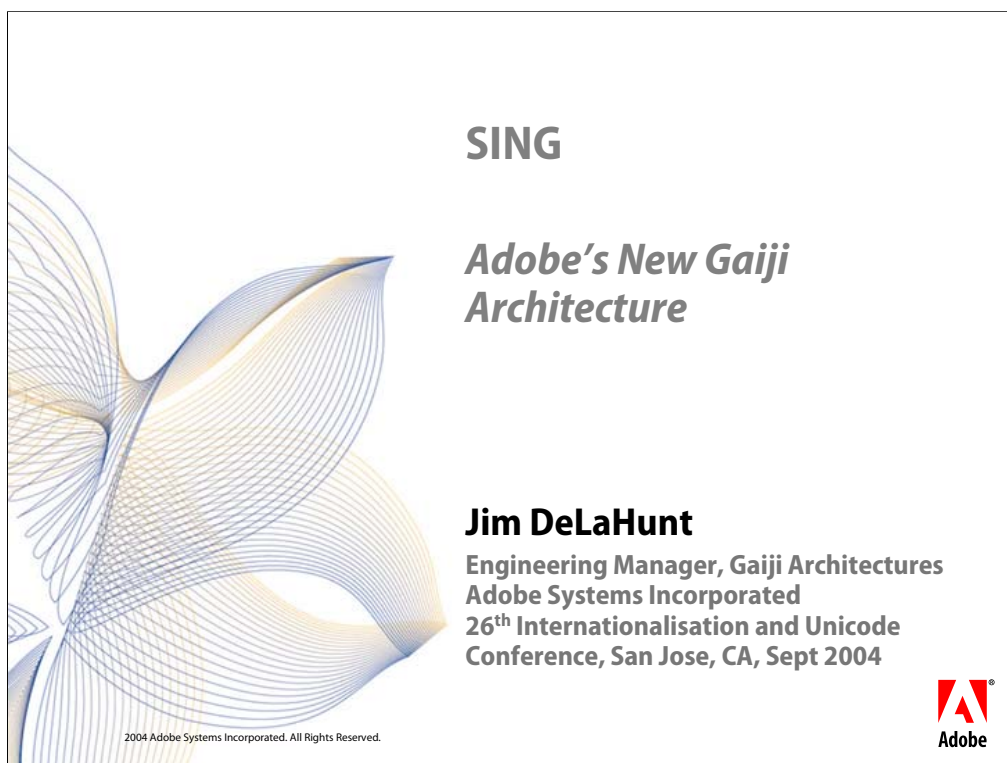 SING
Adobe’s New Gaiji
Architecture
Jim DeLaHunt
Engineering Manager, Gaiji Architectures
Adobe Systems Incorporated
26th Internationalisation and Unicode
Conference, San Jose, CA, Sept 2004
2004 Adobe Systems Incorporated. All Rights Reserved.
®
Adobe